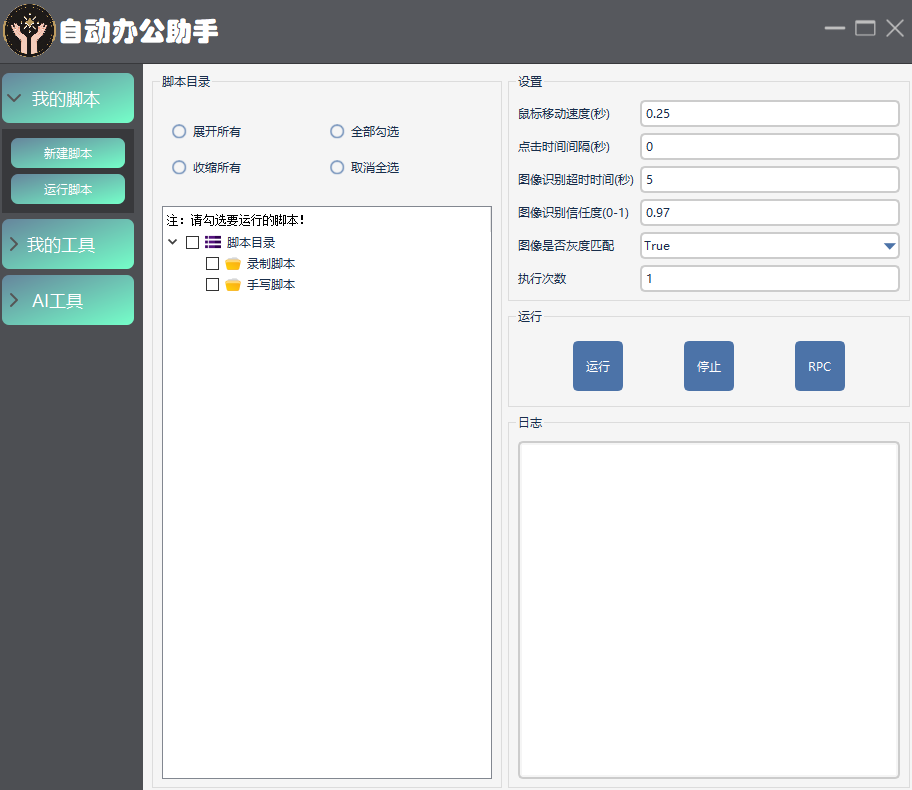 自动办公助手
我的脚本
新建脚本
运行脚本
我的工具
AI工具
脚本目录
展开所有
全部勾选
收缩所有
取消全选
注：请勾选要运行的脚本！
脚本目录
录制脚本
手写脚本
设置
鼠标移动速度(秒) 0.25
点击时间间隔(秒) 0
图像识别超时时间(秒) 5
图像识别信任度(0-1) 0.97
图像是否灰度匹配 True
执行次数 1
运行
运行
停止
RPC
日志